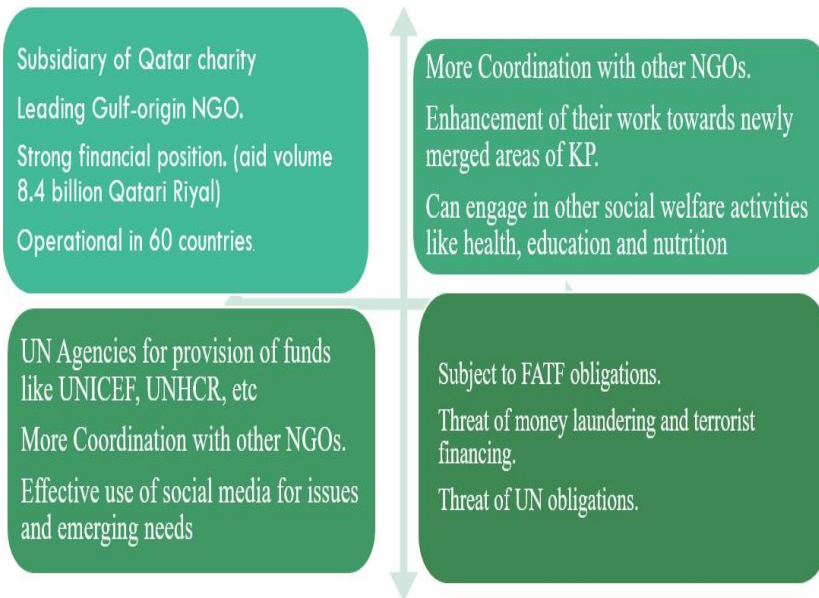 Subsidiary of Qatar charity
Leading Gulf-origin NGO.
Strong financial position. (aid volume
8.4 billion Qatari Riyal)
Operational in 60 countries.
More Coordination with other NGOs.
Enhancement of their work towards newly
merged areas of KP.
Can engage in other social welfare activities
like health, education and nutrition
UN Agencies for provision of funds
like UNICEF, UNHCR, etc
More Coordination with other NGOs.
Effective use of social media for issues
and emerging needs
Subject to FATF obligations.
Threat of money laundering and terrorist
financing.
Threat of UN obligations.